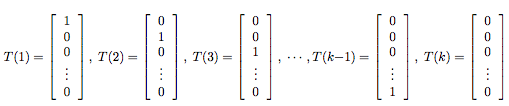 T(1) = [1 0 0 ⋮ 0], T(2) = [0 1 0 ⋮ 0], T(3) = [0 0 1 ⋮ 0], ⋯, T(k−1) = [0 0 0 ⋮ 1], T(k) = [0 0 0 ⋮ 0]